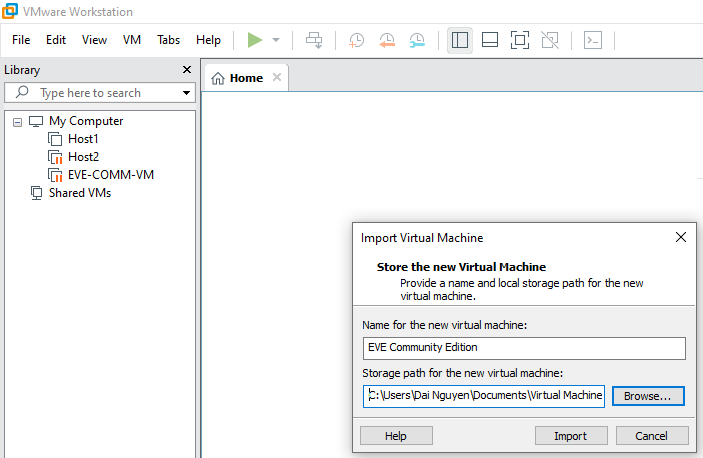 VMware Workstation
File Edit View VM Tabs Help
Library
Type here to search
My Computer
Host1
Host2
EVE-COMM-VM
Shared VMs
Home
Import Virtual Machine
Store the new Virtual Machine
Provide a name and local storage path for the new
virtual machine.
Name for the new virtual machine:
EVE Community Edition
Storage path for the new virtual machine:
C:\Users\Dai Nguyen\Documents\Virtual Machine
Browse...
Help Import Cancel